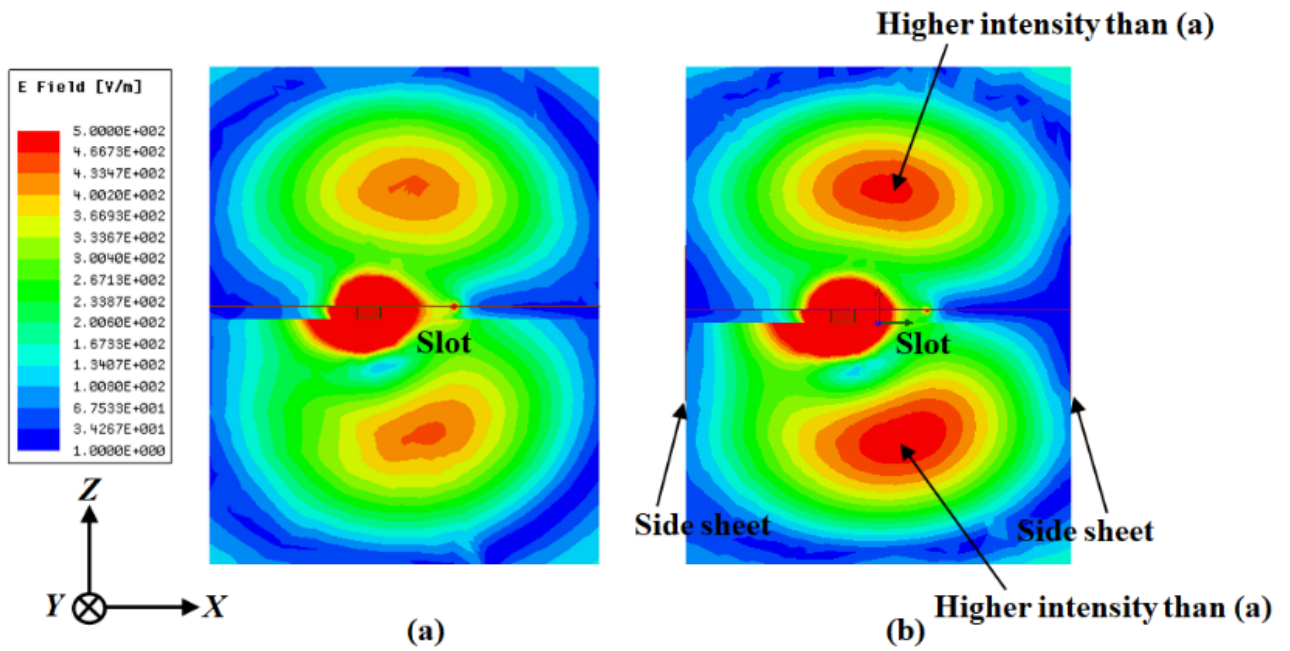 Higher intensity than (a)
E Field [V/m]
5.0000E+002
4.6673E+002
4.3347E+002
4.0020E+002
3.6693E+002
3.3367E+002
3.0040E+002
2.6713E+002
2.3387E+002
2.0060E+002
1.6733E+002
1.3407E+002
1.0080E+002
6.7533E+001
3.4267E+001
1.0000E+000
Slot
Slot
Z
Y
X
Side sheet
Side sheet
Higher intensity than (a)
(a)
(b)